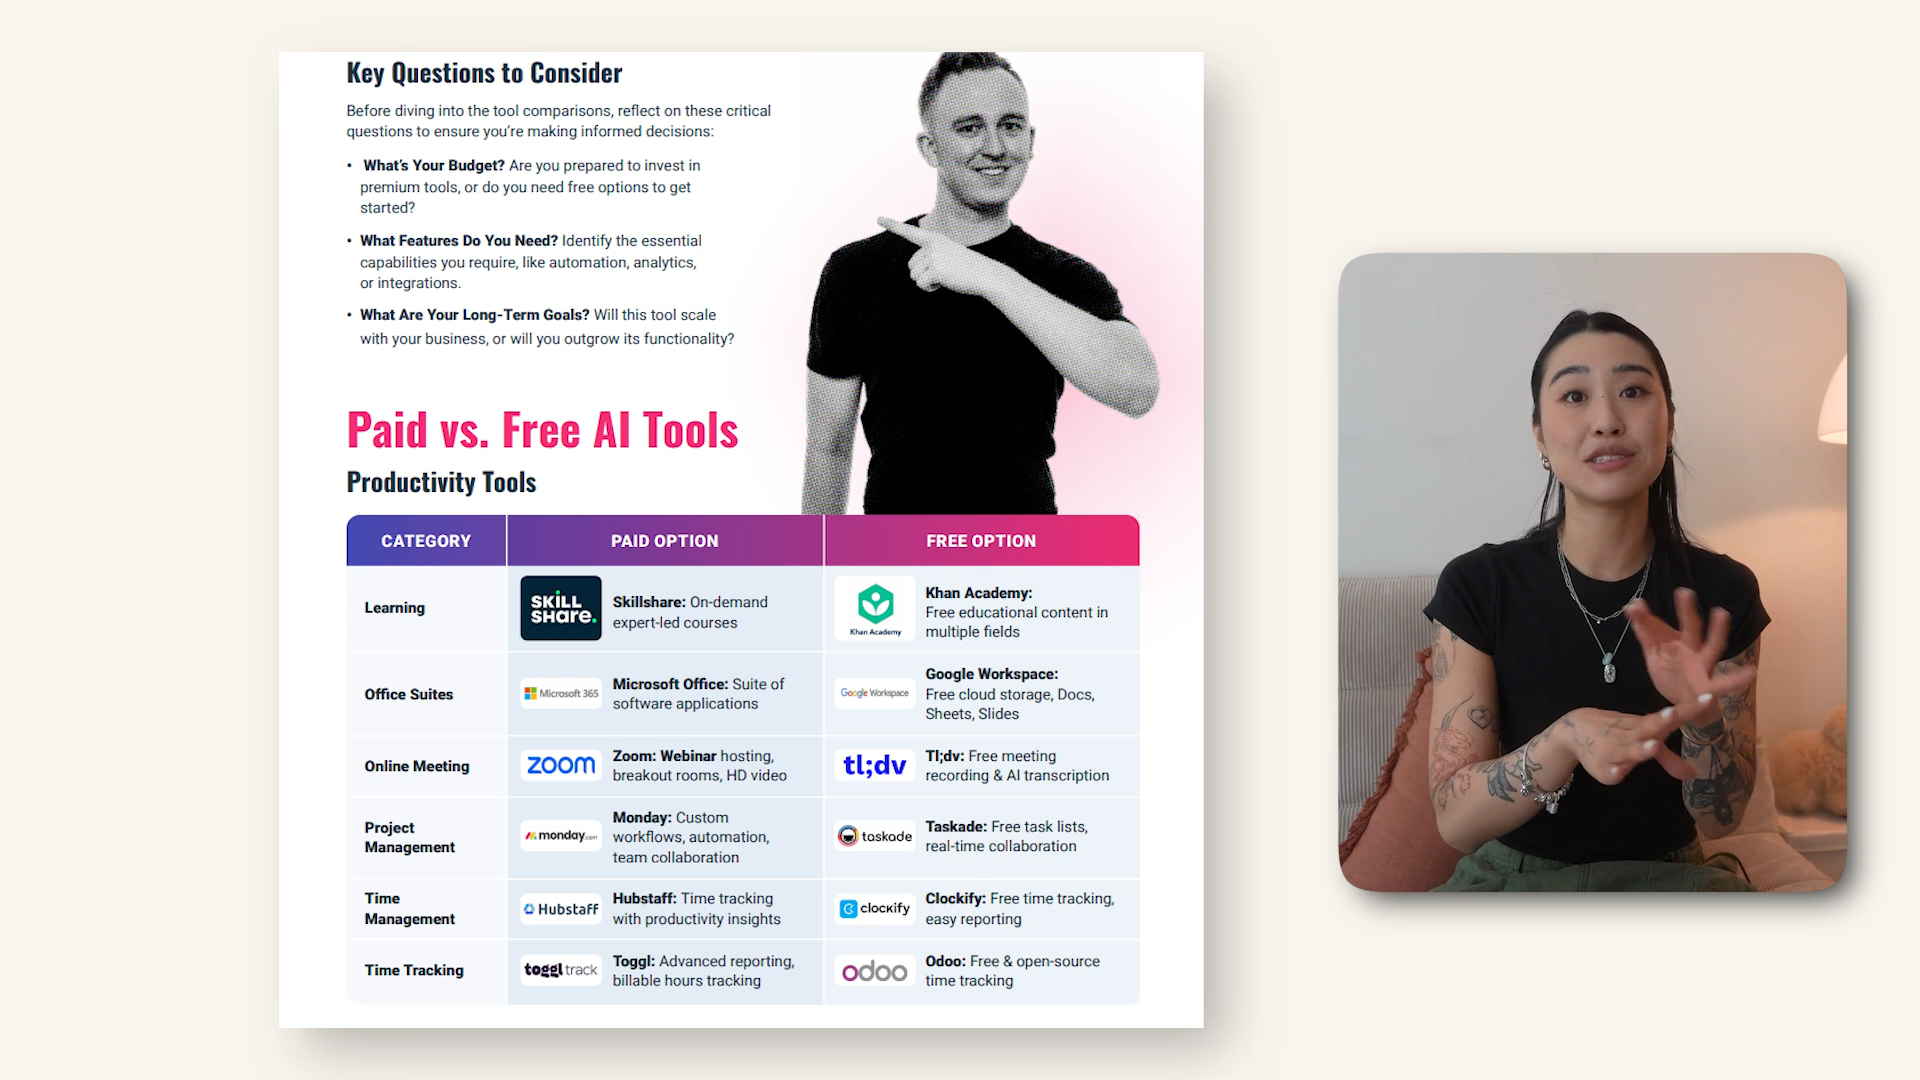 Key Questions to Consider
Before diving into the tool comparisons, reflect on these critical
questions to ensure you're making informed decisions:
• What's Your Budget? Are you prepared to invest in
premium tools, or do you need free options to get
started?
• What Features Do You Need? Identify the essential
capabilities you require, like automation, analytics,
or integrations.
• What Are Your Long-Term Goals? Will this tool scale
with your business, or will you outgrow its functionality?
Paid vs. Free AI Tools
Productivity Tools
CATEGORY
PAID OPTION
FREE OPTION
Learning
SKILL
SHare.
Skillshare: On-demand
expert-led courses
Khan Academy
Khan Academy:
Free educational content in
multiple fields
Office Suites
Microsoft 365
Microsoft Office: Suite of
software applications
Google Workspace
Google Workspace:
Free cloud storage, Docs,
Sheets, Slides
Online Meeting
zoom
Zoom: Webinar hosting,
breakout rooms, HD video
tl;dv
Tl;dv: Free meeting
recording & AI transcription
Project
Management
monday.com
Monday: Custom
workflows, automation,
team collaboration
taskade
Taskade: Free task lists,
real-time collaboration
Time
Management
Hubstaff
Hubstaff: Time tracking
with productivity insights
clockify
Clockify: Free time tracking,
easy reporting
Time Tracking
toggl track
Toggl: Advanced reporting,
billable hours tracking
odoo
Odoo: Free & open-source
time tracking